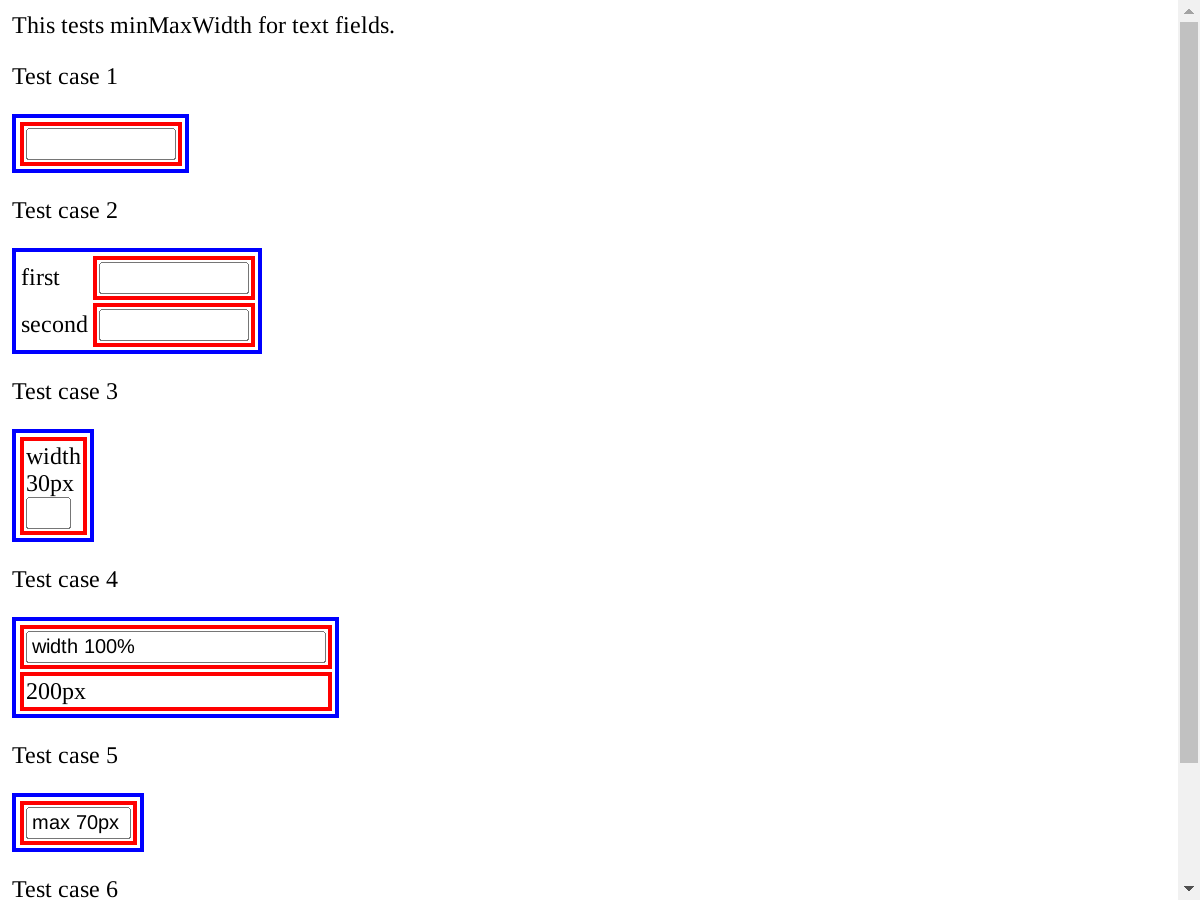 This tests minMaxWidth for text fields.
Test case 1
Test case 2
first
second
Test case 3
width
30px
Test case 4
width 100%
200px
Test case 5
max 70px
Test case 6